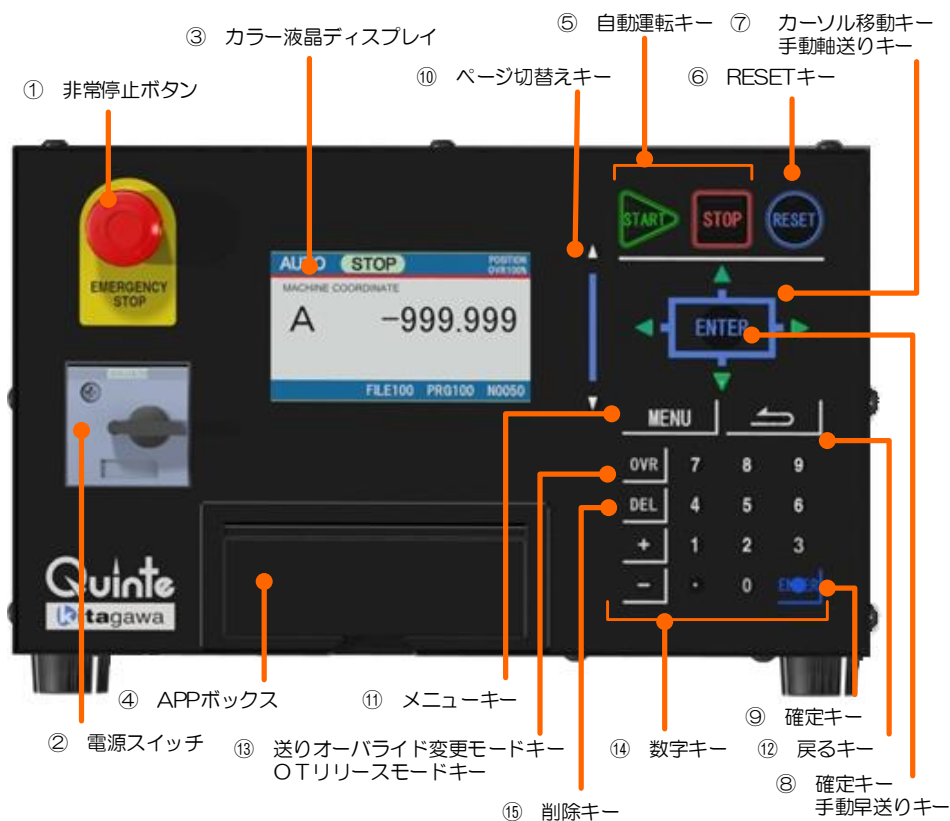 ⑤ 自動運転キー
⑦ カーソル移動キー
手動軸送りキー
③ カラー液晶ディスプレイ
⑩ ページ切替えキー
⑥ RESETキー
① 非常停止ボタン
START
STOP
RESET
EMERGENCY
STOP
AUTO STOP
POSITION
OVR100%
MACHINE COORDINATE
A -999.999
FILE100 PRG100 N0050
▲
▼
ENTER
MENU
OVR 7 8 9
DEL 4 5 6
+ 1 2 3
- · 0 ENTER
Quinte
kitagawa
④ APPボックス
⑪ メニューキー
⑨ 確定キー
② 電源スイッチ
⑬ 送りオーバライド変更モードキー
OTリリースモードキー
⑭ 数字キー
⑫ 戻るキー
⑧ 確定キー
手動早送りキー
⑮ 削除キー